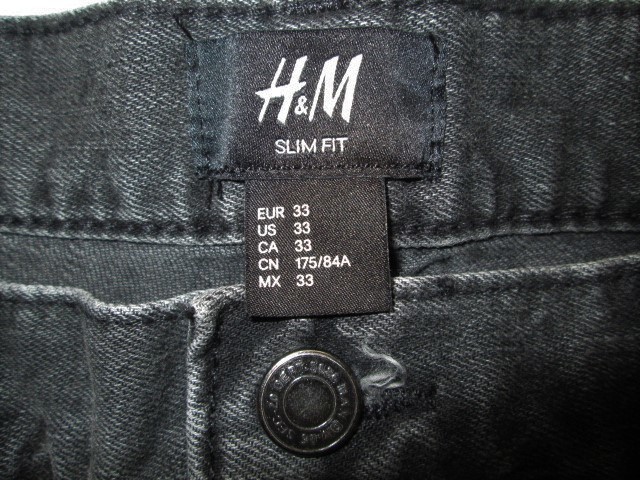 H&M
SLIM FIT
EUR 33
US 33
CA 33
CN 175/84A
MX 33